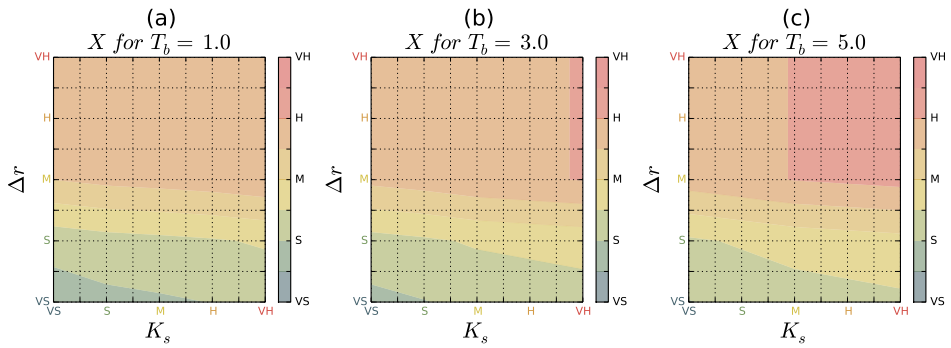 (a) (b) (c)
X for T_b = 1.0 X for T_b = 3.0 X for T_b = 5.0
VH VH VH VH VH VH
H H H H H H
Δr M M Δr M M Δr M M
S S S S S S
VS VS VS VS VS VS
VS S M H VH VS S M H VH VS S M H VH
K_s K_s K_s